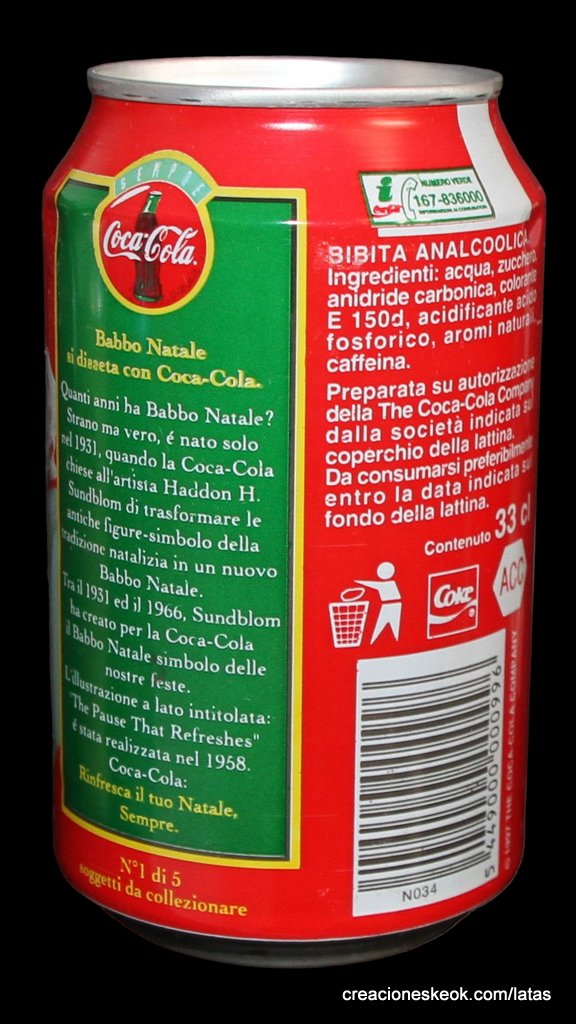 SEMPRE
Coca-Cola.
Babbo Natale
si disseta con Coca-Cola.
Quanti anni ha Babbo Natale?
Strano ma vero, é nato solo
nel 1931, quando la Coca-Cola
chiese all'artista Haddon H.
Sundblom di trasformare le
antiche figure-simbolo della
tradizione natalizia in un nuovo
Babbo Natale.
Tra il 1931 ed il 1966, Sundblom
ha creato per la Coca-Cola
il Babbo Natale simbolo delle
nostre feste.
L'illustrazione a lato intitolata:
"The Pause That Refreshes"
é stata realizzata nel 1958.
Coca-Cola:
Rinfresca il tuo Natale,
Sempre.
N°1 di 5
soggetti da collezionare
NUMERO VERDE
167-836000
INFORMAZIONI AI CONSUMATORI
BIBITA ANALCOOLICA.
Ingredienti: acqua, zucchero,
anidride carbonica, colorante
E 150d, acidificante acido
fosforico, aromi naturali,
caffeina.
Preparata su autorizzazione
della The Coca-Cola Company
dalla società indicata sul
coperchio della lattina.
Da consumarsi preferibilmente
entro la data indicata sul
fondo della lattina.
Contenuto 33 cl
Coke
ACC
5 449000 000996
N034
© 1997 THE COCA-COLA COMPANY
creacioneskeok.com/latas